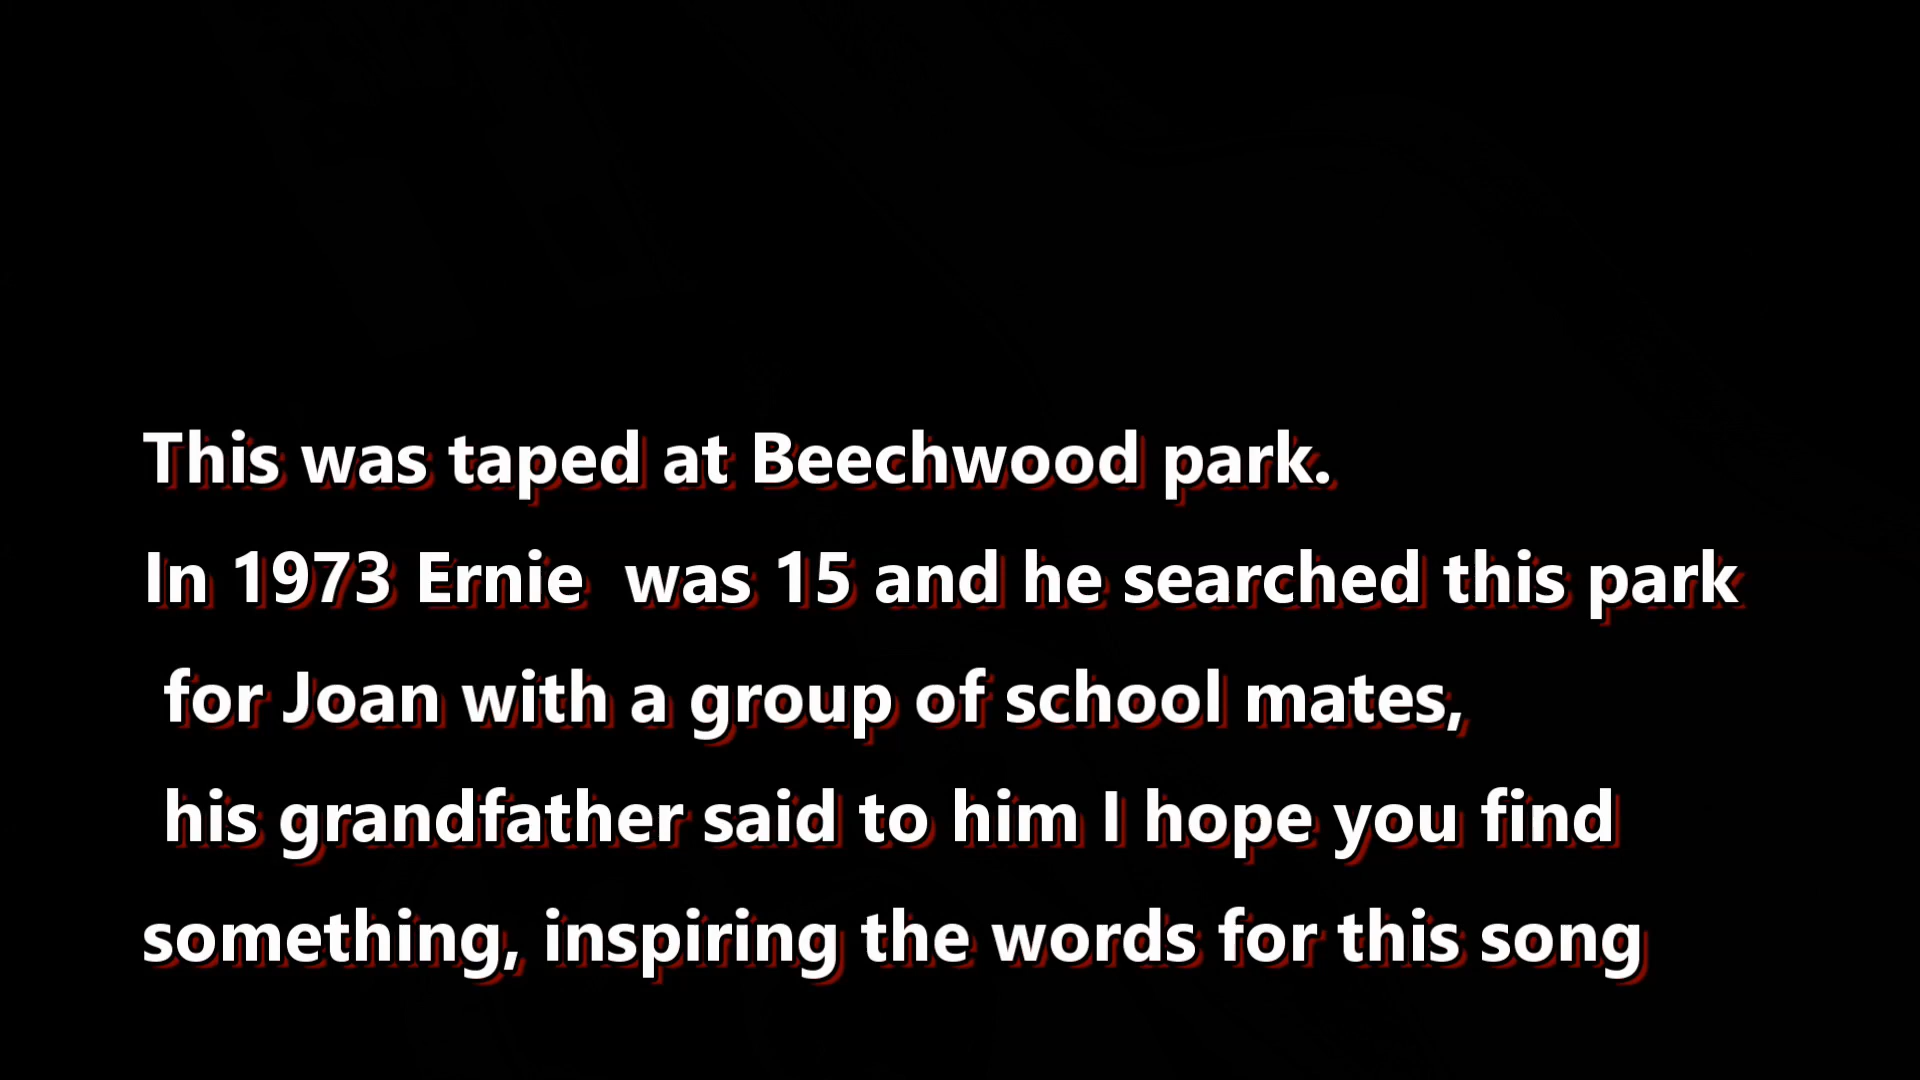 This was taped at Beechwood park.
In 1973 Ernie  was 15 and he searched this park
for Joan with a group of school mates,
his grandfather said to him I hope you find
something, inspiring the words for this song